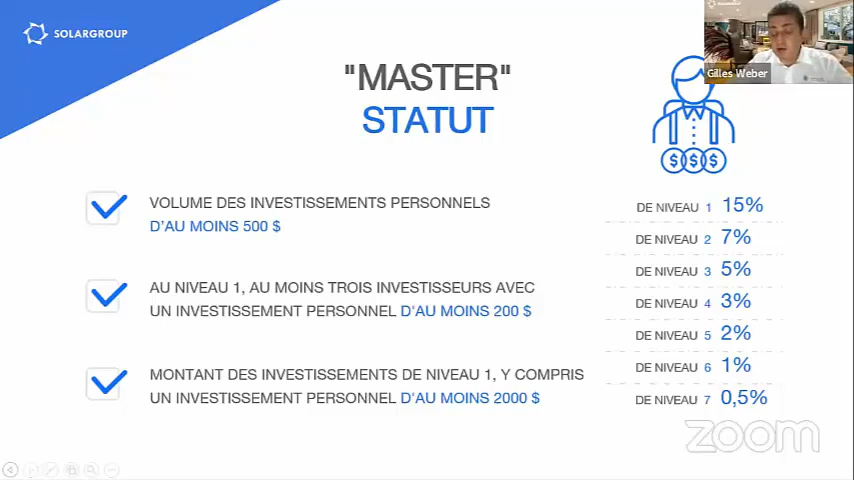 SOLARGROUP
Gilles Weber
"MASTER"
STATUT
VOLUME DES INVESTISSEMENTS PERSONNELS
D'AU MOINS 500 $
AU NIVEAU 1, AU MOINS TROIS INVESTISSEURS AVEC
UN INVESTISSEMENT PERSONNEL D'AU MOINS 200 $
MONTANT DES INVESTISSEMENTS DE NIVEAU 1, Y COMPRIS
UN INVESTISSEMENT PERSONNEL D'AU MOINS 2000 $
$ $ $
DE NIVEAU 1 15%
DE NIVEAU 2 7%
DE NIVEAU 3 5%
DE NIVEAU 4 3%
DE NIVEAU 5 2%
DE NIVEAU 6 1%
DE NIVEAU 7 0,5%
zoom